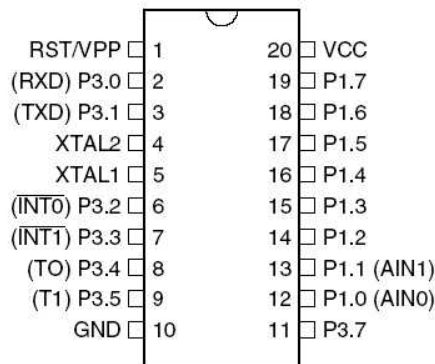 RST/VPP 1 20 VCC
(RXD) P3.0 2 19 P1.7
(TXD) P3.1 3 18 P1.6
XTAL2 4 17 P1.5
XTAL1 5 16 P1.4
(INT0) P3.2 6 15 P1.3
(INT1) P3.3 7 14 P1.2
(TO) P3.4 8 13 P1.1 (AIN1)
(T1) P3.5 9 12 P1.0 (AIN0)
GND 10 11 P3.7